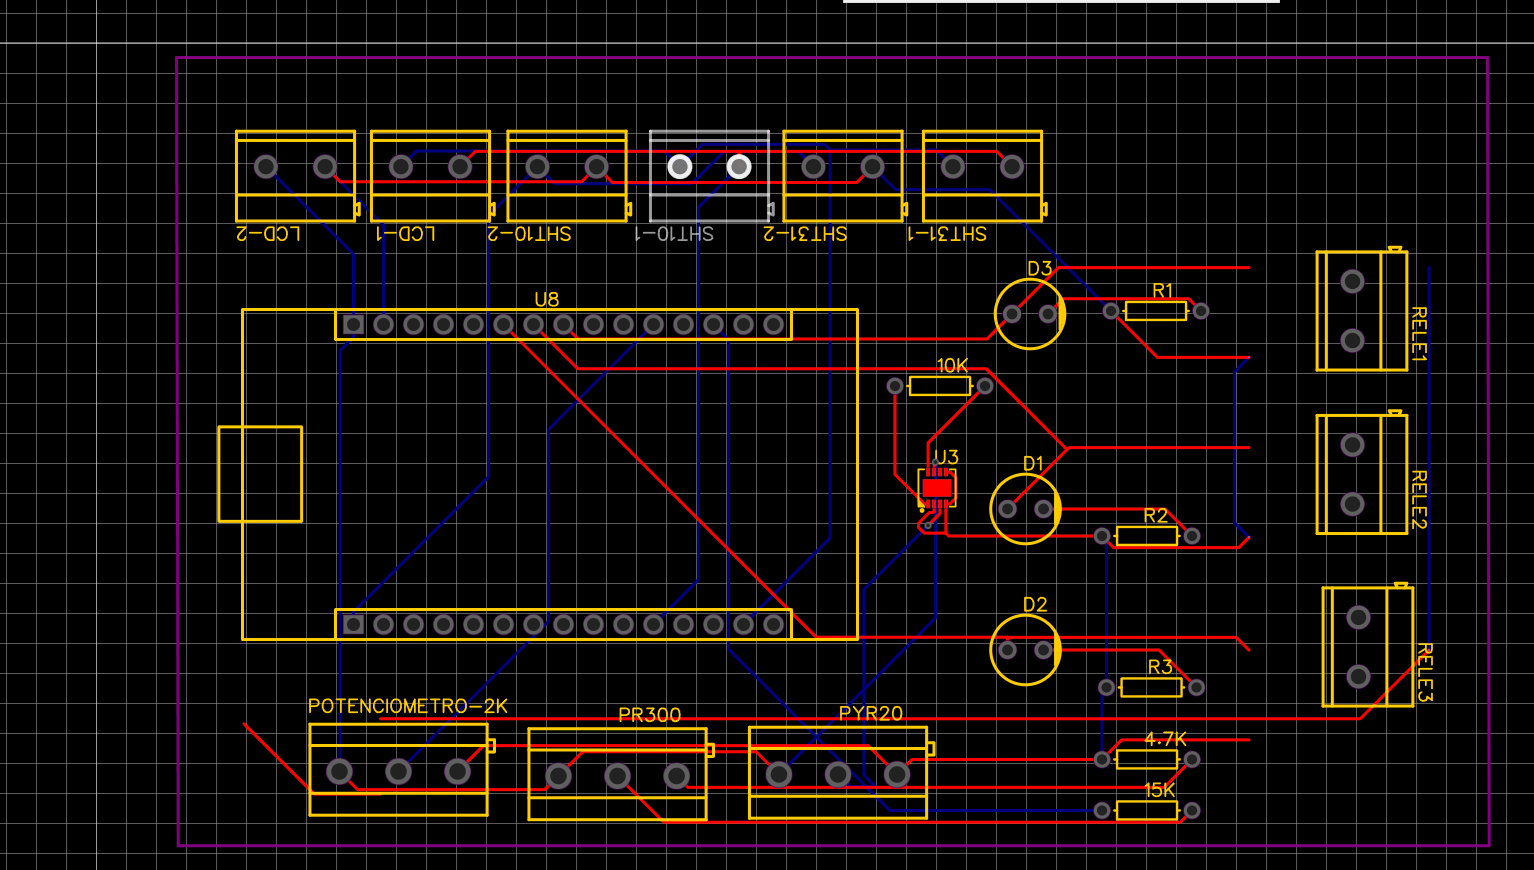 LCD-2
LCD-1
SHT10-2
SHT10-1
SHT31-2
SHT31-1
D3
R1
U8
RELE1
10K
U3
D1
R2
RELE2
D2
R3
RELE3
POTENCIOMETRO-2K
PR300
PYR20
4.7K
15K